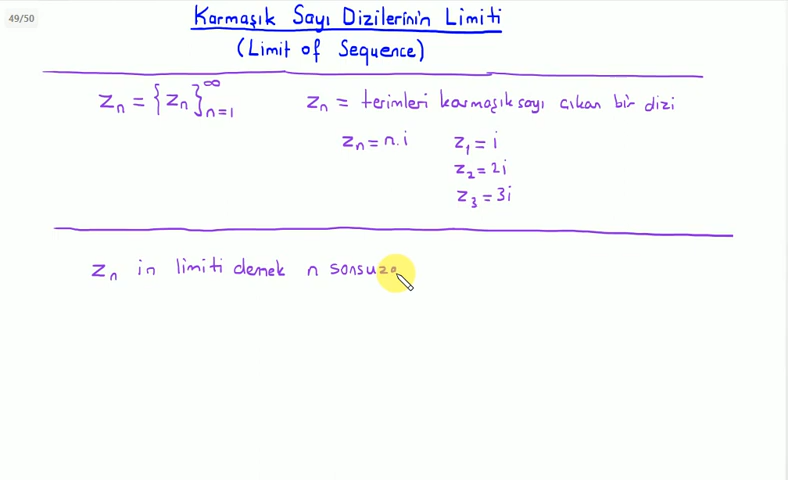 49/50
Karmaşık Sayı Dizilerinin Limiti
(Limit of Sequence)
zₙ = {zₙ}ₙ₌₁^∞ zₙ = terimleri karmaşık sayı çıkan bir dizi
zₙ = n.i z₁ = i
z₂ = 2i
z₃ = 3i
zₙ in limiti demek n sonsuza